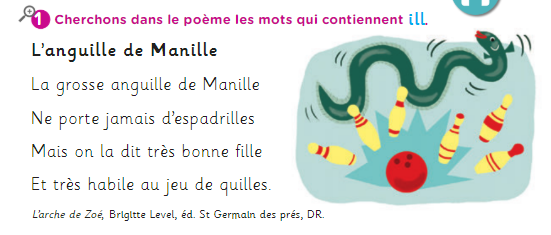 1 Cherchons dans le poème les mots qui contiennent ill.
L'anguille de Manille
La grosse anguille de Manille
Ne porte jamais d'espadrilles
Mais on la dit très bonne fille
Et très habile au jeu de quilles.
L'arche de Zoé, Brigitte Level, éd. St Germain des prés, DR.